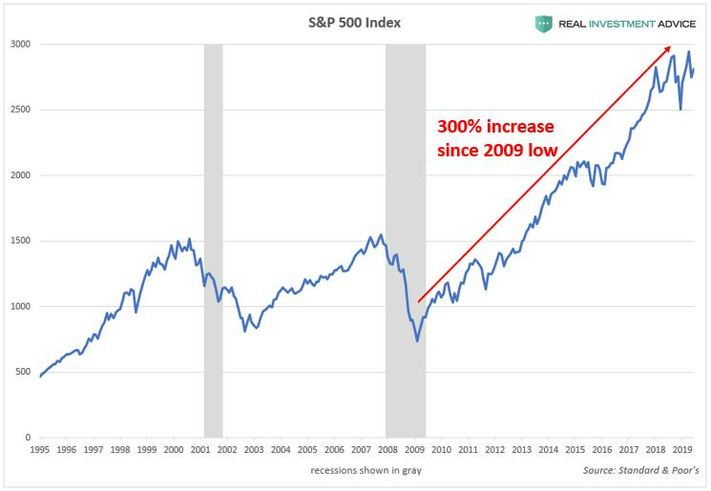 S&P 500 Index
REAL INVESTMENT ADVICE
3000
2500
2000
1500
1000
500
0
300% increase
since 2009 low
1995 1996 1997 1998 1999 2000 2001 2002 2003 2004 2005 2006 2007 2008 2009 2010 2011 2012 2013 2014 2015 2016 2017 2018 2019
recessions shown in gray
Source: Standard & Poor's